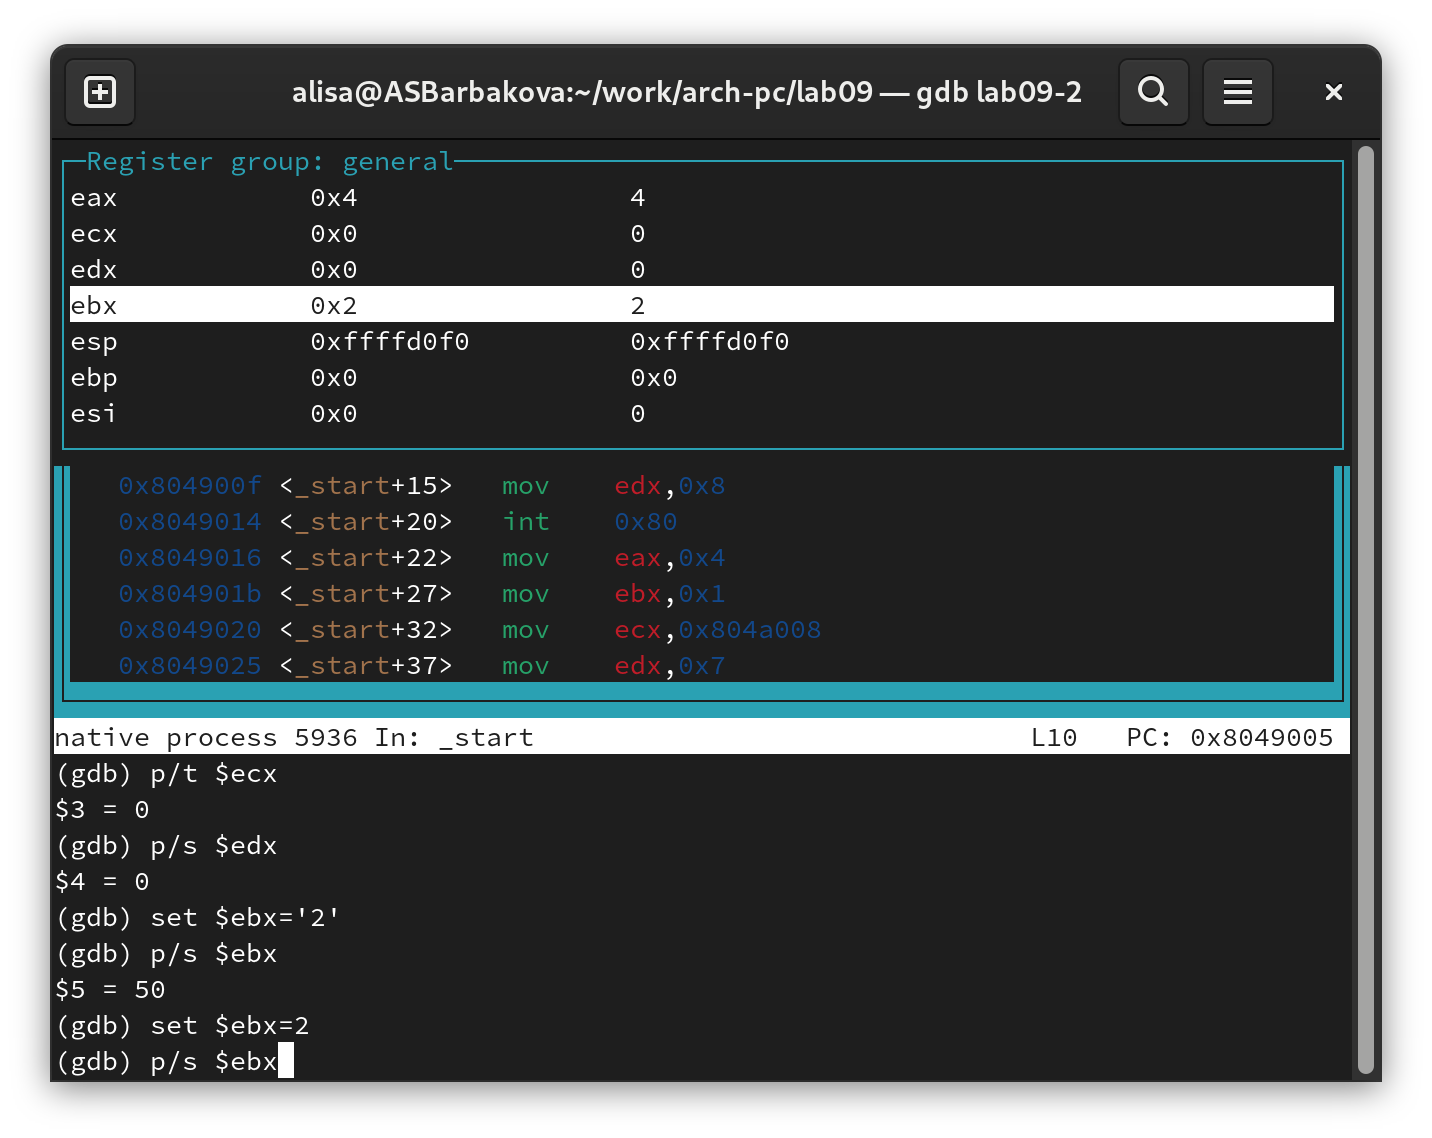 alisa@ASBarbakova:~/work/arch-pc/lab09 — gdb lab09-2
Register group: general
eax 0x4 4
ecx 0x0 0
edx 0x0 0
ebx 0x2 2
esp 0xffffd0f0 0xffffd0f0
ebp 0x0 0x0
esi 0x0 0
0x804900f <_start+15> mov edx,0x8
0x8049014 <_start+20> int 0x80
0x8049016 <_start+22> mov eax,0x4
0x804901b <_start+27> mov ebx,0x1
0x8049020 <_start+32> mov ecx,0x804a008
0x8049025 <_start+37> mov edx,0x7
native process 5936 In: _start L10 PC: 0x8049005
(gdb) p/t $ecx
$3 = 0
(gdb) p/s $edx
$4 = 0
(gdb) set $ebx='2'
(gdb) p/s $ebx
$5 = 50
(gdb) set $ebx=2
(gdb) p/s $ebx